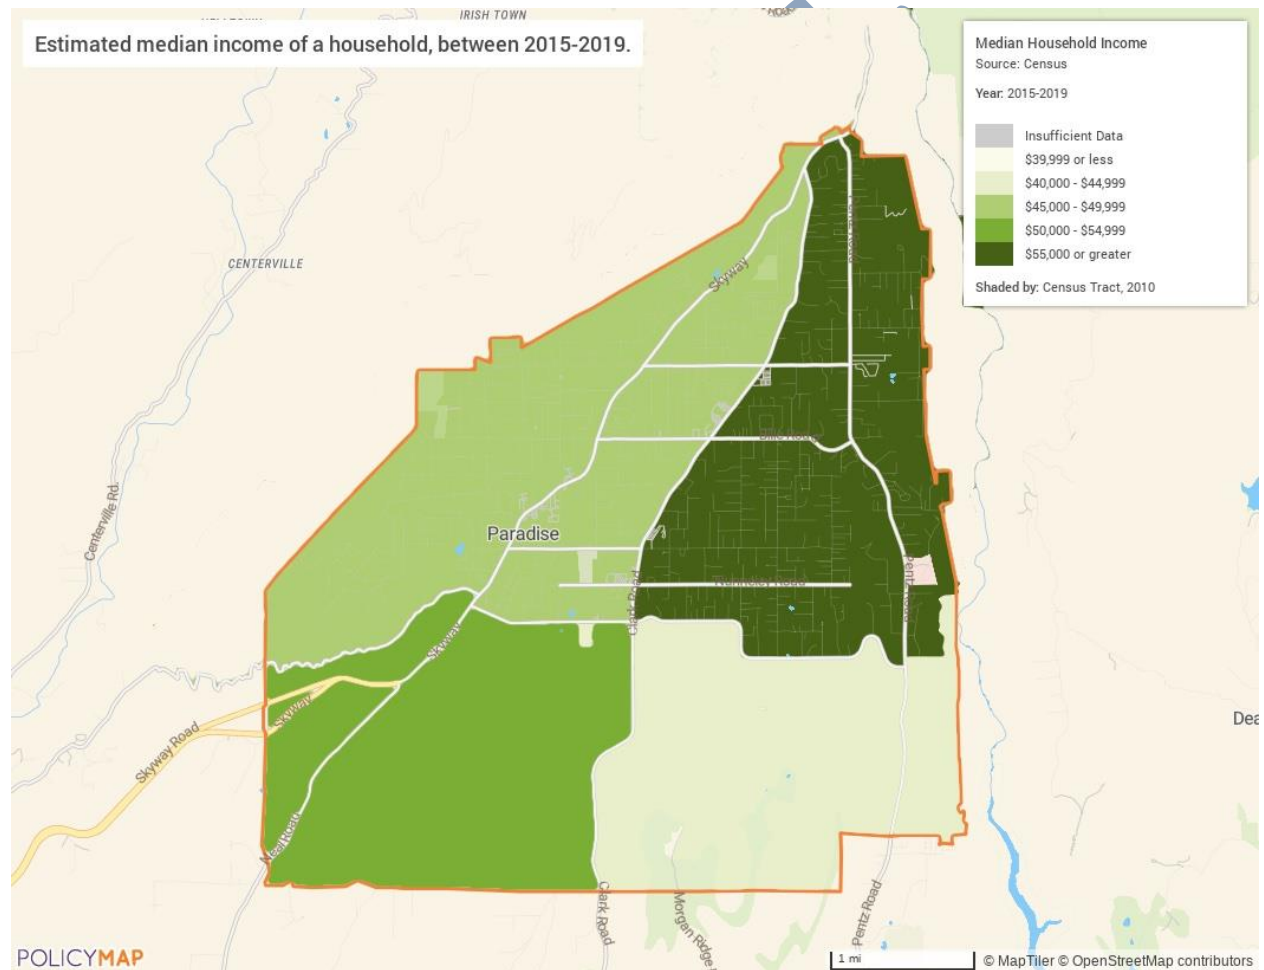 IRISH TOWN
Estimated median income of a household, between 2015-2019.
Median Household Income
Source: Census
Year: 2015-2019
Insufficient Data
$39,999 or less
$40,000 - $44,999
$45,000 - $49,999
$50,000 - $54,999
$55,000 or greater
Shaded by: Census Tract, 2010
CENTERVILLE
Skyway
Centerville Rd.
Paradise
Pentz Road
Clark Road
Skyway
Skyway
Skyway Road
Neal Road
Clark Road
Morgan Ridge
Pentz Road
Dea
POLICYMAP
1 mi
© MapTiler © OpenStreetMap contributors